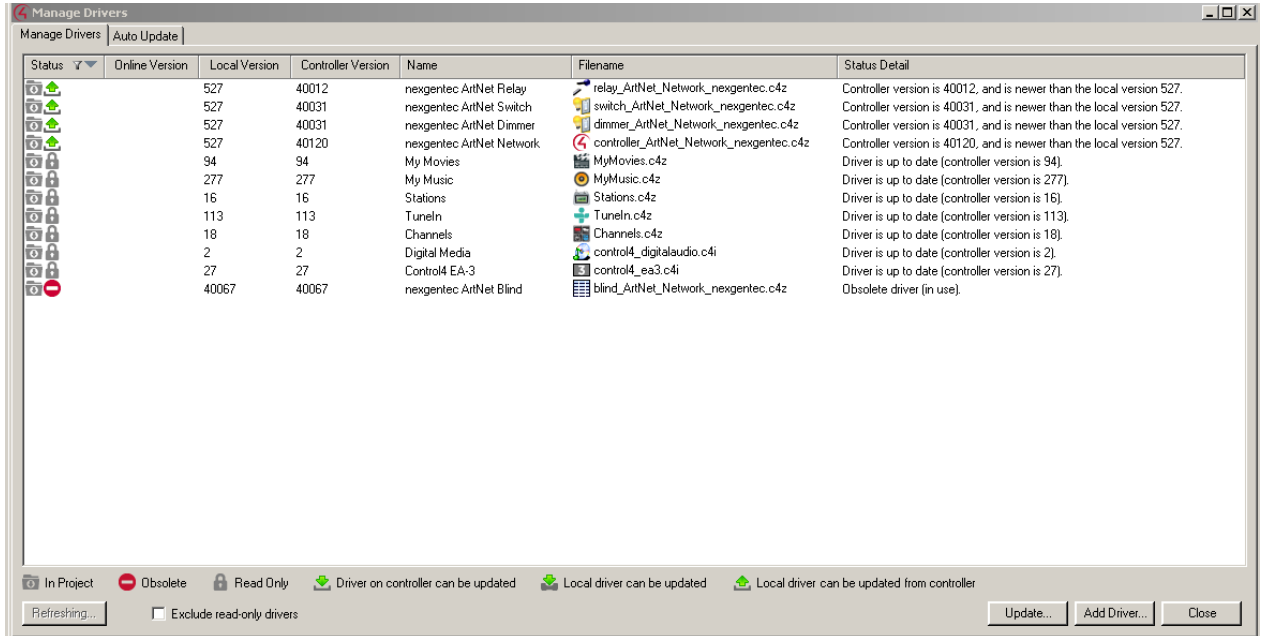 Manage Drivers
Manage Drivers Auto Update
Status Online Version Local Version Controller Version Name Filename Status Detail
527 40012 nexgentec ArtNet Relay relay_ArtNet_Network_nexgentec.c4z Controller version is 40012, and is newer than the local version 527.
527 40031 nexgentec ArtNet Switch switch_ArtNet_Network_nexgentec.c4z Controller version is 40031, and is newer than the local version 527.
527 40031 nexgentec ArtNet Dimmer dimmer_ArtNet_Network_nexgentec.c4z Controller version is 40031, and is newer than the local version 527.
527 40120 nexgentec ArtNet Network controller_ArtNet_Network_nexgentec.c4z Controller version is 40120, and is newer than the local version 527.
94 94 My Movies MyMovies.c4z Driver is up to date (controller version is 94).
277 277 My Music MyMusic.c4z Driver is up to date (controller version is 277).
16 16 Stations Stations.c4z Driver is up to date (controller version is 16).
113 113 TuneIn TuneIn.c4z Driver is up to date (controller version is 113).
18 18 Channels Channels.c4z Driver is up to date (controller version is 18).
2 2 Digital Media control4_digitalaudio.c4i Driver is up to date (controller version is 2).
27 27 Control4 EA-3 3 control4_ea3.c4i Driver is up to date (controller version is 27).
40067 40067 nexgentec ArtNet Blind blind_ArtNet_Network_nexgentec.c4z Obsolete driver (in use).
In Project Obsolete Read Only Driver on controller can be updated Local driver can be updated Local driver can be updated from controller
Refreshing... Exclude read-only drivers Update... Add Driver... Close